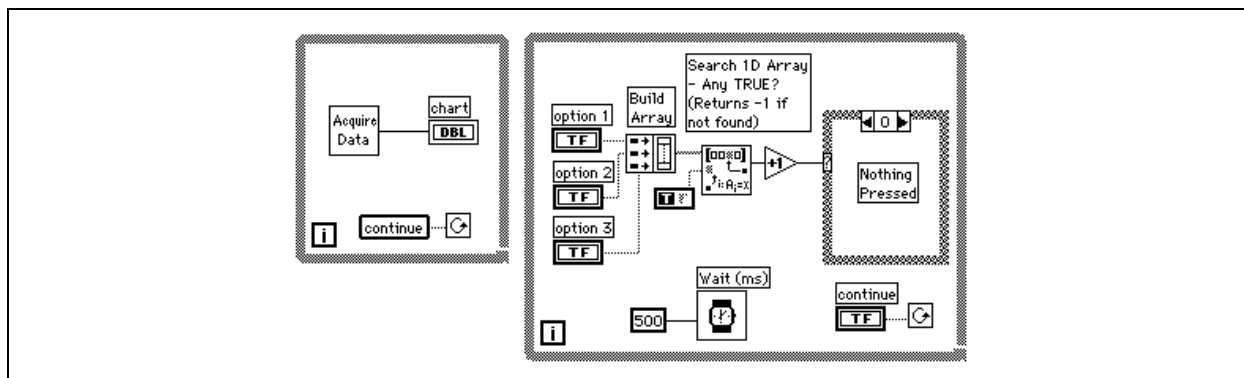 Acquire
Data
chart
DBL
continue
i
option 1
TF
option 2
TF
option 3
TF
Build
Array
Search 1D Array
- Any TRUE?
(Returns -1 if
not found)
T
i:Ai=X
+1
?
0
Nothing
Pressed
Wait (ms)
500
continue
TF
i